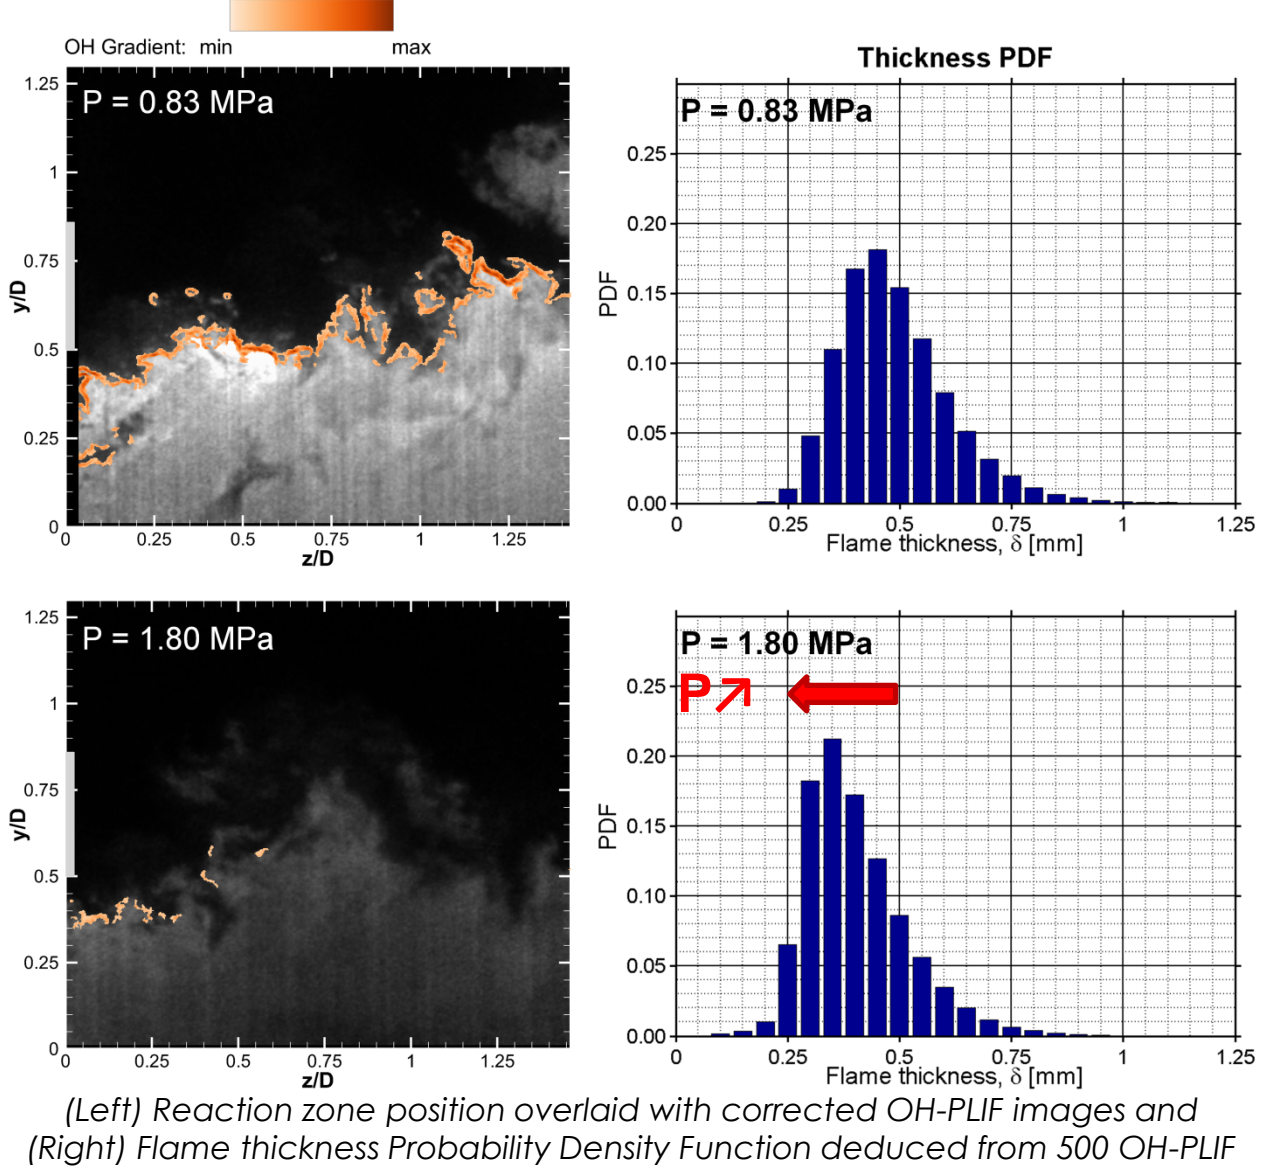 OH Gradient: min max
P = 0.83 MPa
1.25
1
0.75
0.5
0.25
0
y/D
0 0.25 0.5 0.75 1 1.25
z/D
Thickness PDF
P = 0.83 MPa
0.25
0.20
0.15
0.10
0.05
0.00
PDF
0 0.25 0.5 0.75 1 1.25
Flame thickness, δ [mm]
P = 1.80 MPa
1.25
1
0.75
0.5
0.25
0
y/D
0 0.25 0.5 0.75 1 1.25
z/D
P = 1.80 MPa
P↗
0.25
0.20
0.15
0.10
0.05
0.00
PDF
0 0.25 0.5 0.75 1 1.25
Flame thickness, δ [mm]
(Left) Reaction zone position overlaid with corrected OH-PLIF images and
(Right) Flame thickness Probability Density Function deduced from 500 OH-PLIF